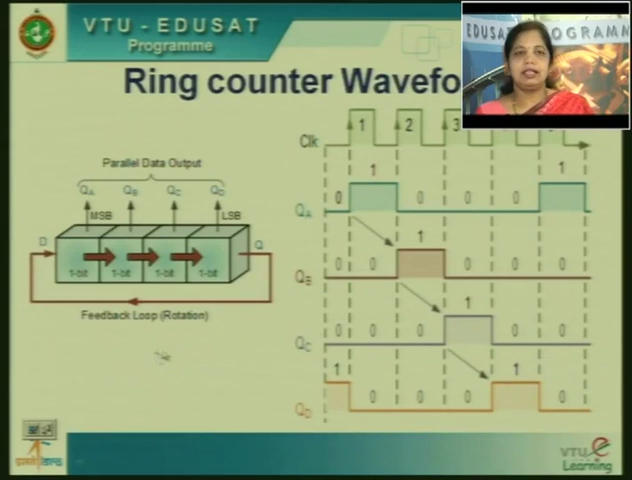 VTU - EDUSAT
Programme
EDUSAT PROGRAMM
Ring counter Wavefo
Clk
1 2 3
Parallel Data Output
QA QB QC QD
MSB LSB
D Q
1-bit 1-bit 1-bit 1-bit
Feedback Loop (Rotation)
QA 0 1 0 0 0 1
QB 0 0 1 0 0 0
QC 0 0 0 1 0 0
QD 1 0 0 0 1 0
VTU e
Learning